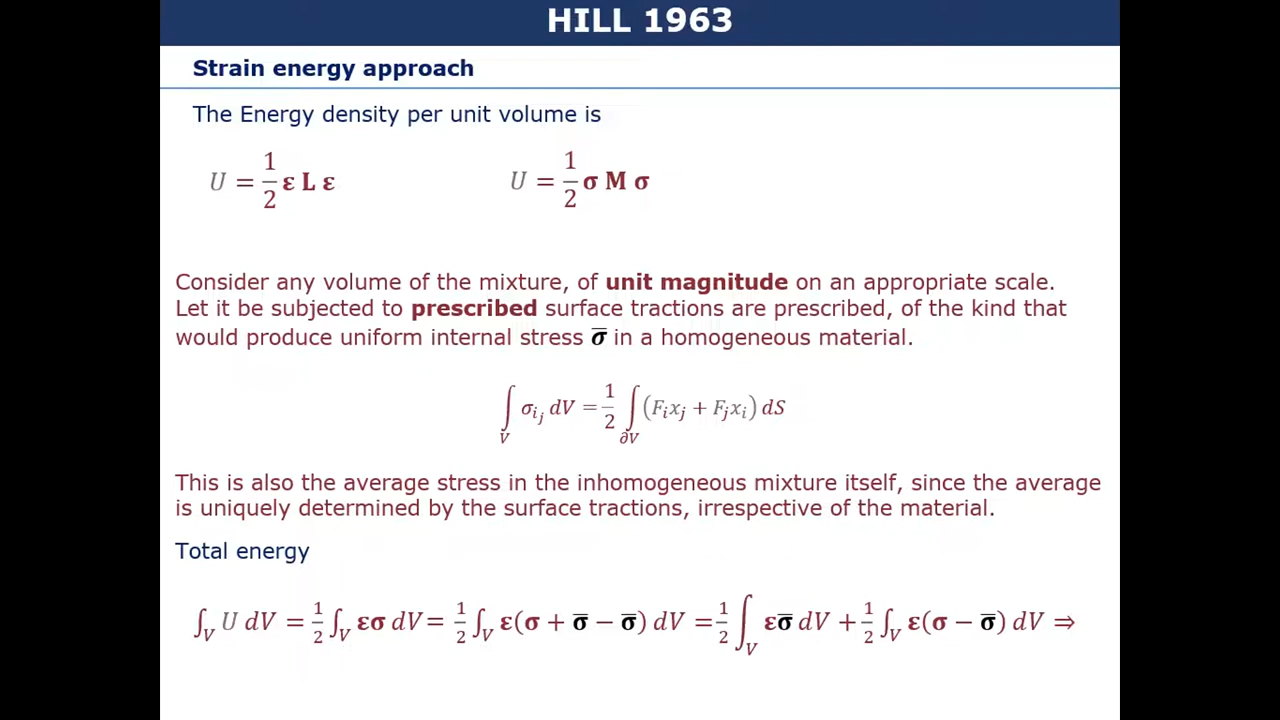 HILL 1963
Strain energy approach
The Energy density per unit volume is
U = 1/2 ε L ε U = 1/2 σ M σ
Consider any volume of the mixture, of unit magnitude on an appropriate scale.
Let it be subjected to prescribed surface tractions are prescribed, of the kind that
would produce uniform internal stress σ̅ in a homogeneous material.
∫_V σ_{i_j} dV = 1/2 ∫_{∂V} (F_i x_j + F_j x_i) dS
This is also the average stress in the inhomogeneous mixture itself, since the average
is uniquely determined by the surface tractions, irrespective of the material.
Total energy
∫_V U dV = 1/2 ∫_V εσ dV = 1/2 ∫_V ε(σ + σ̅ − σ̅) dV = 1/2 ∫_V εσ̅ dV + 1/2 ∫_V ε(σ − σ̅) dV ⇒